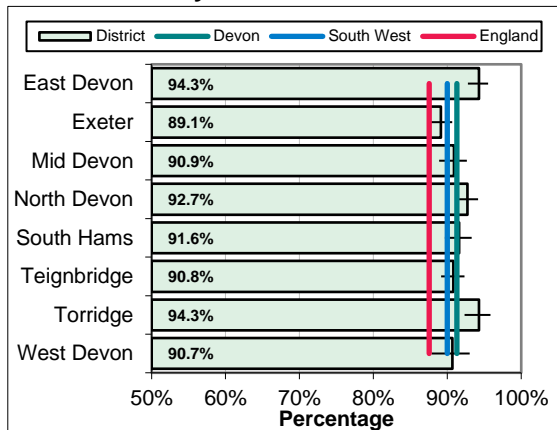 District Devon South West England
East Devon 94.3%
Exeter 89.1%
Mid Devon 90.9%
North Devon 92.7%
South Hams 91.6%
Teignbridge 90.8%
Torridge 94.3%
West Devon 90.7%
50% 60% 70% 80% 90% 100%
Percentage